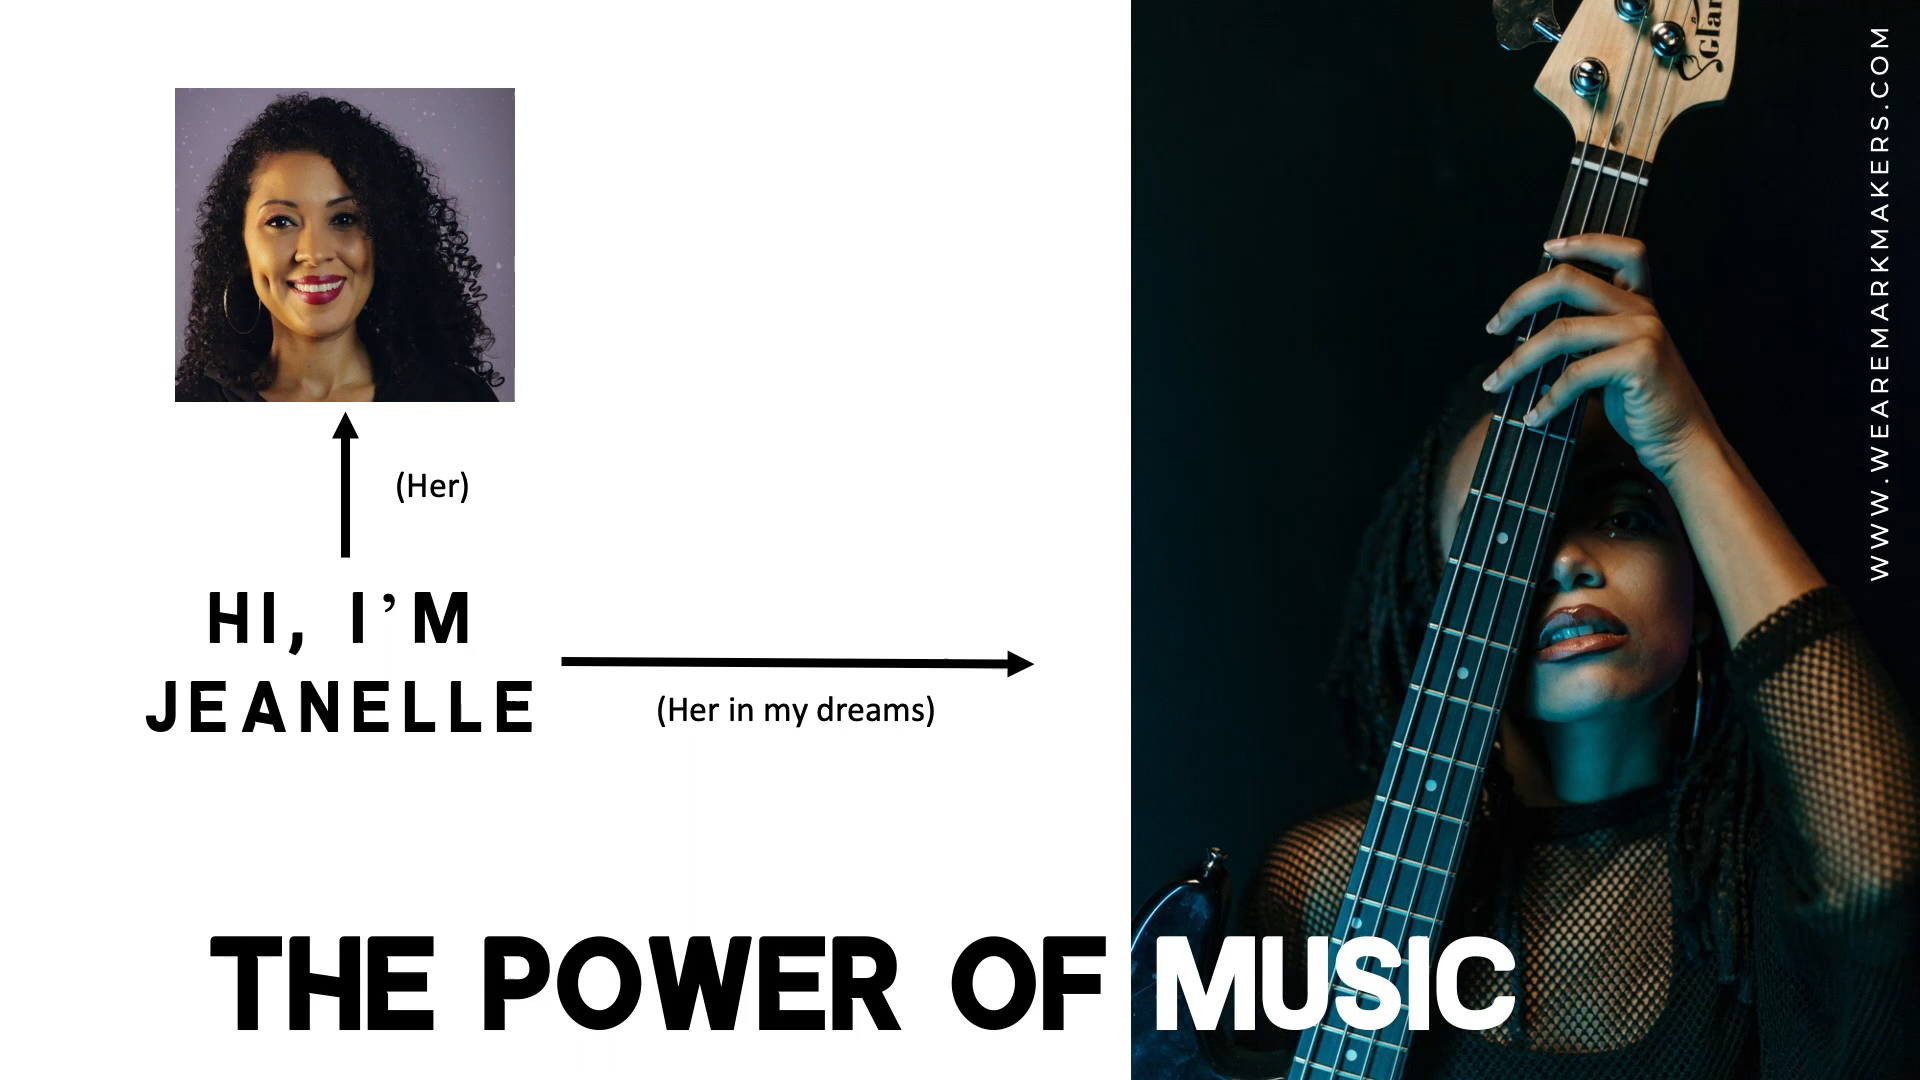 (Her)
HI, I’M
JEANELLE
(Her in my dreams)
THE POWER OF MUSIC
WWW.WEAREMARKMAKERS.COM